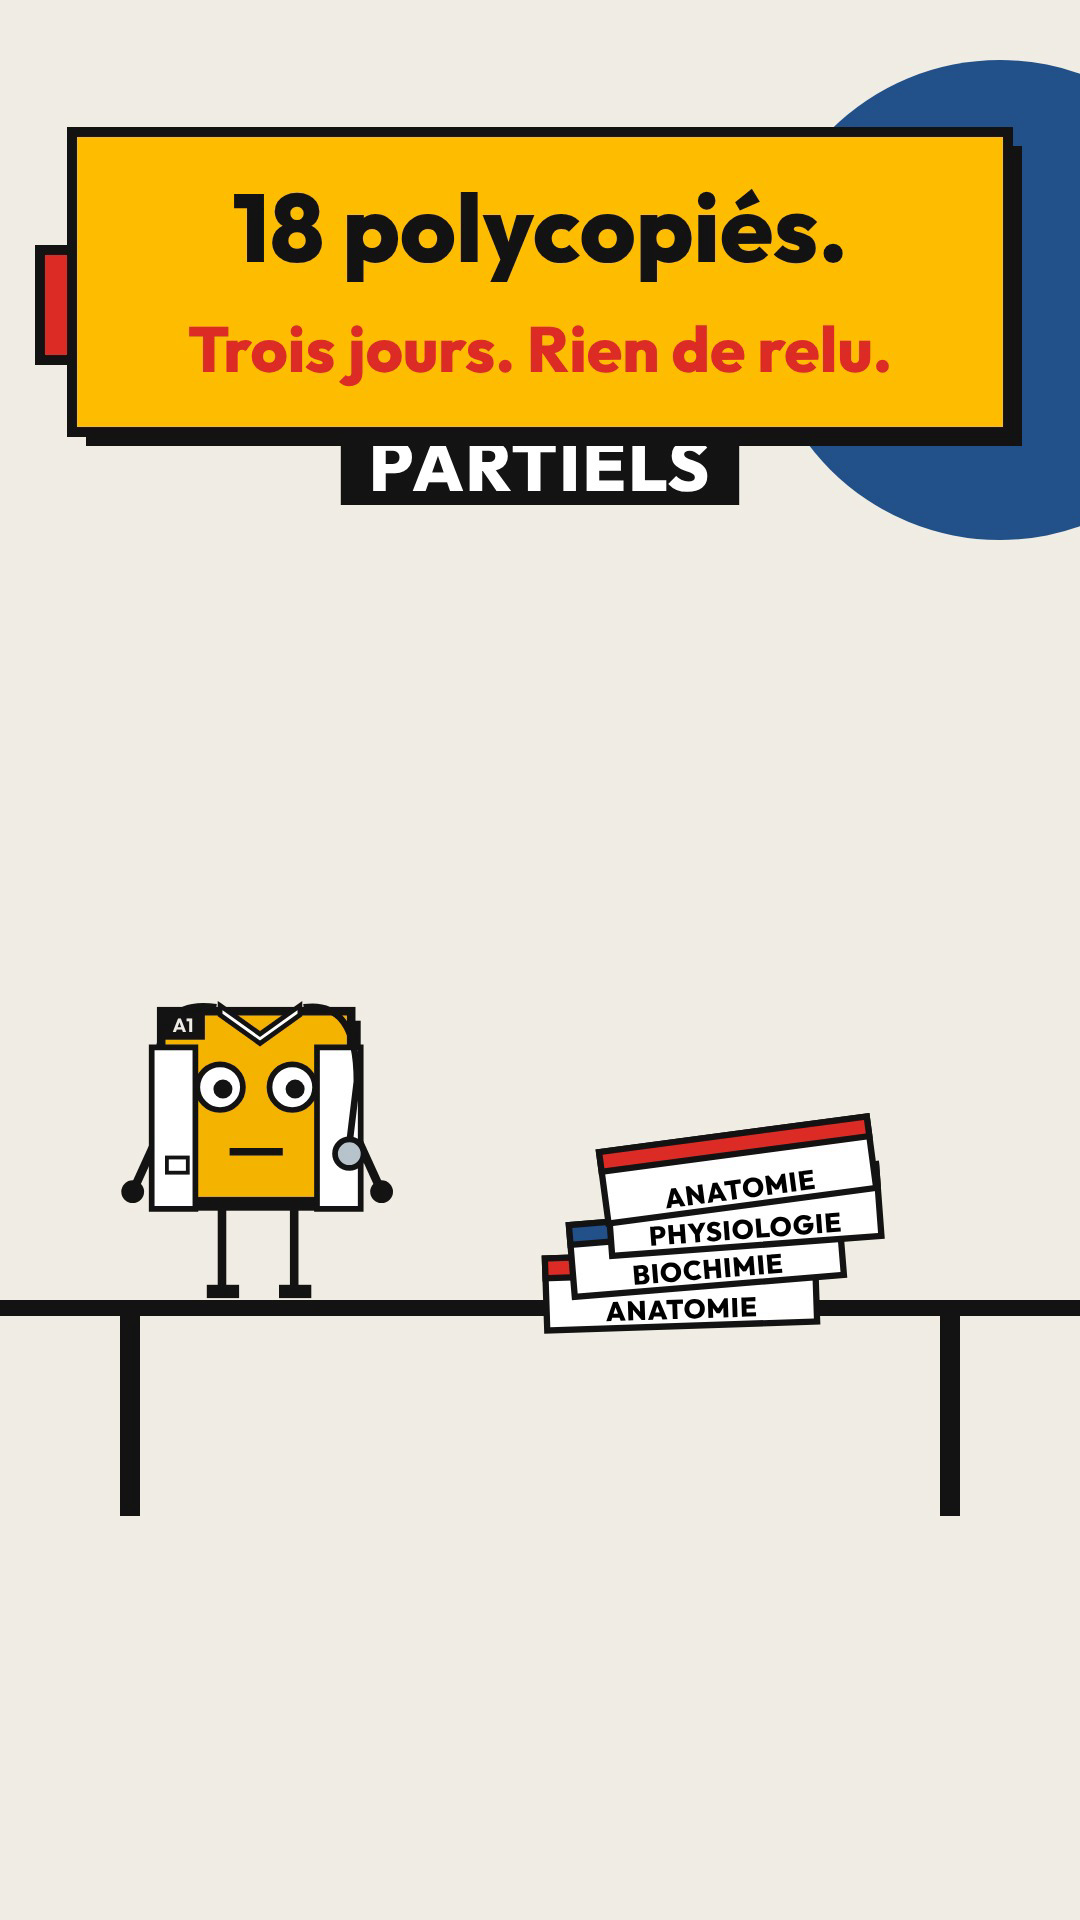 18 polycopiés.
Trois jours. Rien de relu.
PARTIELS
A1
ANATOMIE
PHYSIOLOGIE
BIOCHIMIE
ANATOMIE